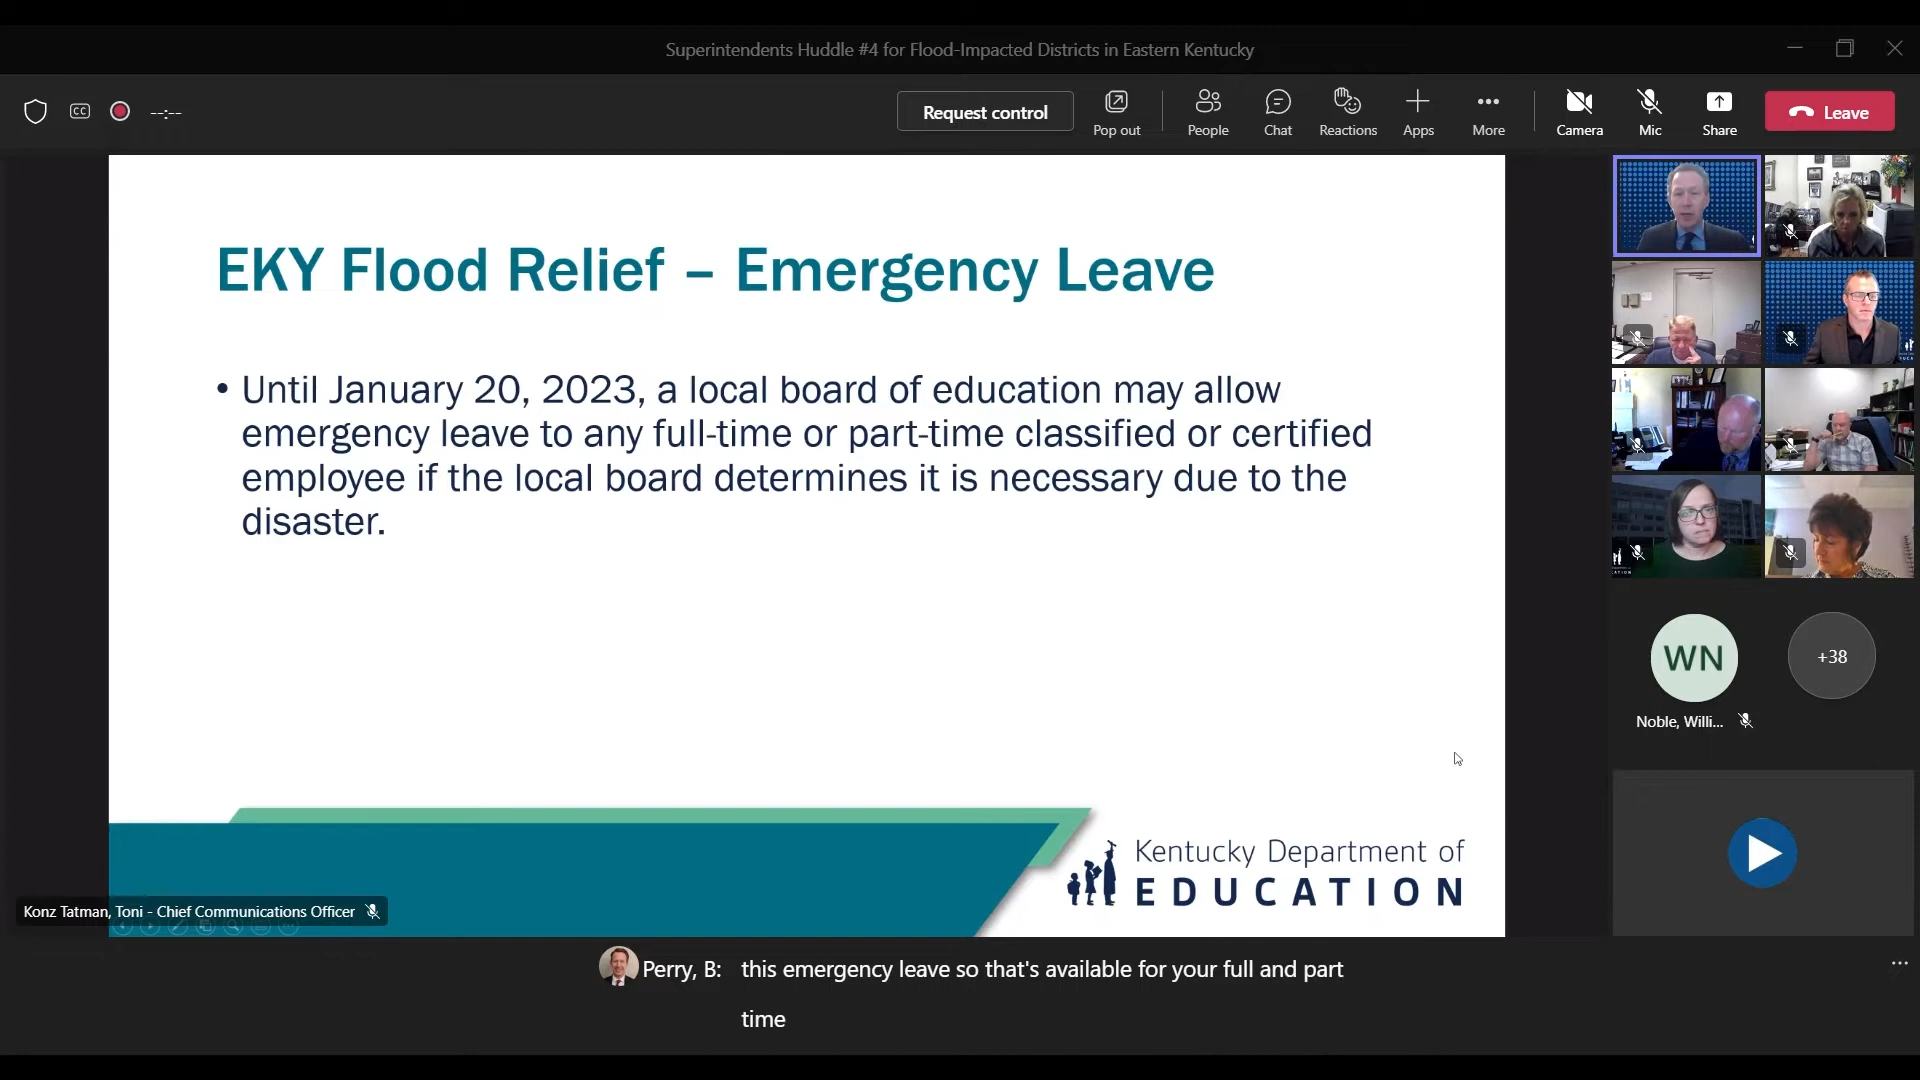 Superintendents Huddle #4 for Flood-Impacted Districts in Eastern Kentucky
CC
--:--
Request control
Pop out
People
Chat
Reactions
Apps
More
Camera
Mic
Share
Leave
EKY Flood Relief – Emergency Leave
• Until January 20, 2023, a local board of education may allow
emergency leave to any full-time or part-time classified or certified
employee if the local board determines it is necessary due to the
disaster.
WN
+38
Noble, Willi...
Kentucky Department of
EDUCATION
Konz Tatman, Toni - Chief Communications Officer
Perry, B: this emergency leave so that's available for your full and part
time